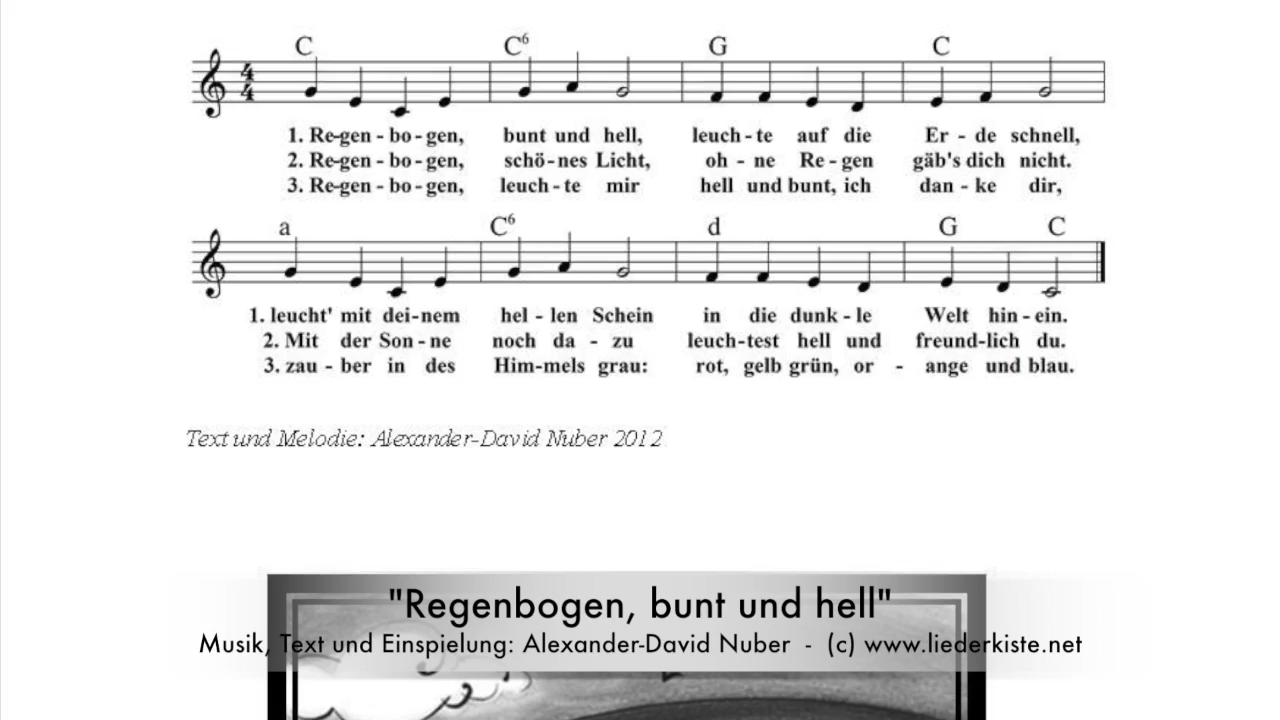 C C6 G C
4
4
1. Re-gen - bo - gen, bunt und hell, leuch - te auf die Er - de schnell,
2. Re-gen - bo - gen, schö - nes Licht, oh - ne Re - gen gäb's dich nicht.
3. Re-gen - bo - gen, leuch - te mir hell und bunt, ich dan - ke dir,
a C6 d G C
1. leucht' mit dei - nem hel - len Schein in die dunk - le Welt hin - ein.
2. Mit der Son - ne noch da - zu leuch-test hell und freund-lich du.
3. zau - ber in des Him-mels grau: rot, gelb grün, or - ange und blau.
Text und Melodie: Alexander-David Nuber 2012
"Regenbogen, bunt und hell"
Musik, Text und Einspielung: Alexander-David Nuber - (c) www.liederkiste.net